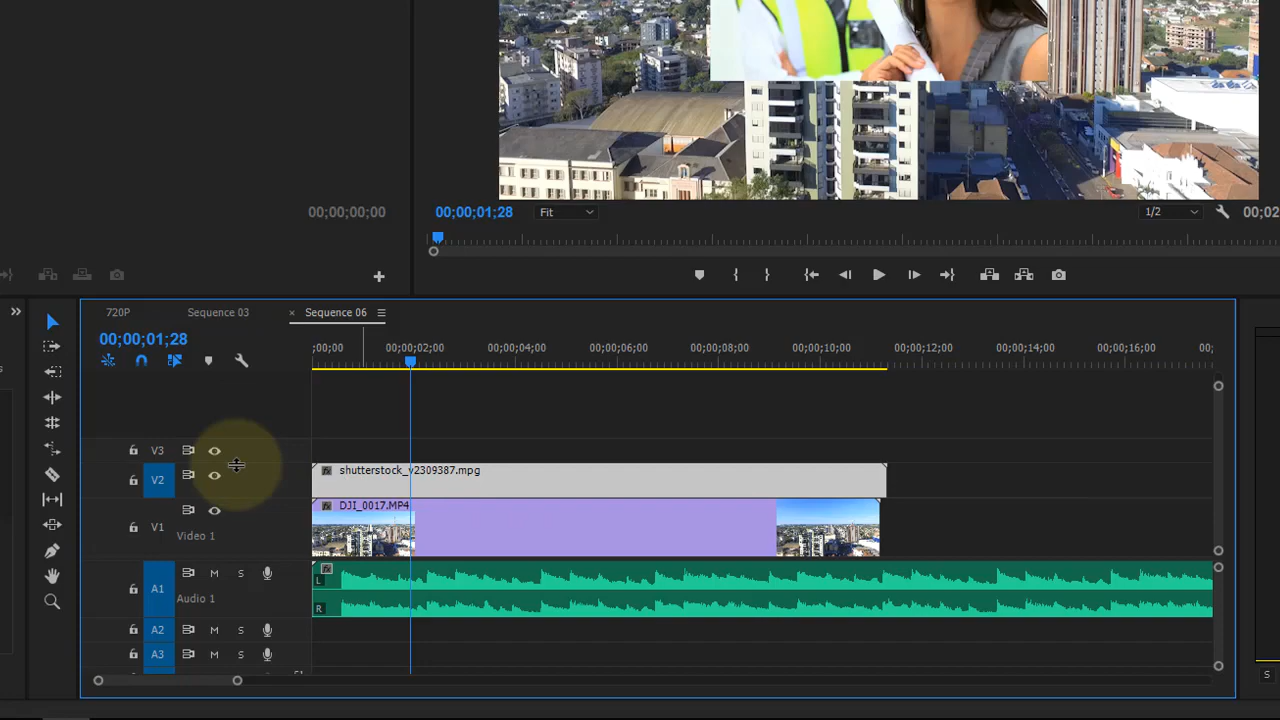 00;00;00;00
00;00;01;28
Fit
1/2
00;02
720P
Sequence 03
× Sequence 06
00;00;01;28
;00;00
00;00;02;00
00;00;04;00
00;00;06;00
00;00;08;00
00;00;10;00
00;00;12;00
00;00;14;00
00;00;16;00
00;
V3
V2
fx shutterstock_v2309387.mpg
V1
Video 1
fx DJI_0017.MP4
A1
M S
Audio 1
fx
L
R
A2
M S
A3
M S
S